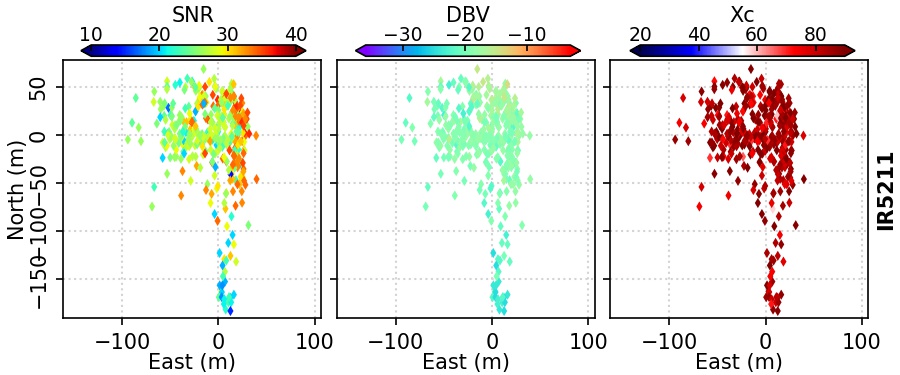 SNR DBV Xc
10 20 30 40 −30 −20 −10 20 40 60 80
50
0
−50
−100
−150
North (m)
IR5211
−100 0 100 −100 0 100 −100 0 100
East (m) East (m) East (m)